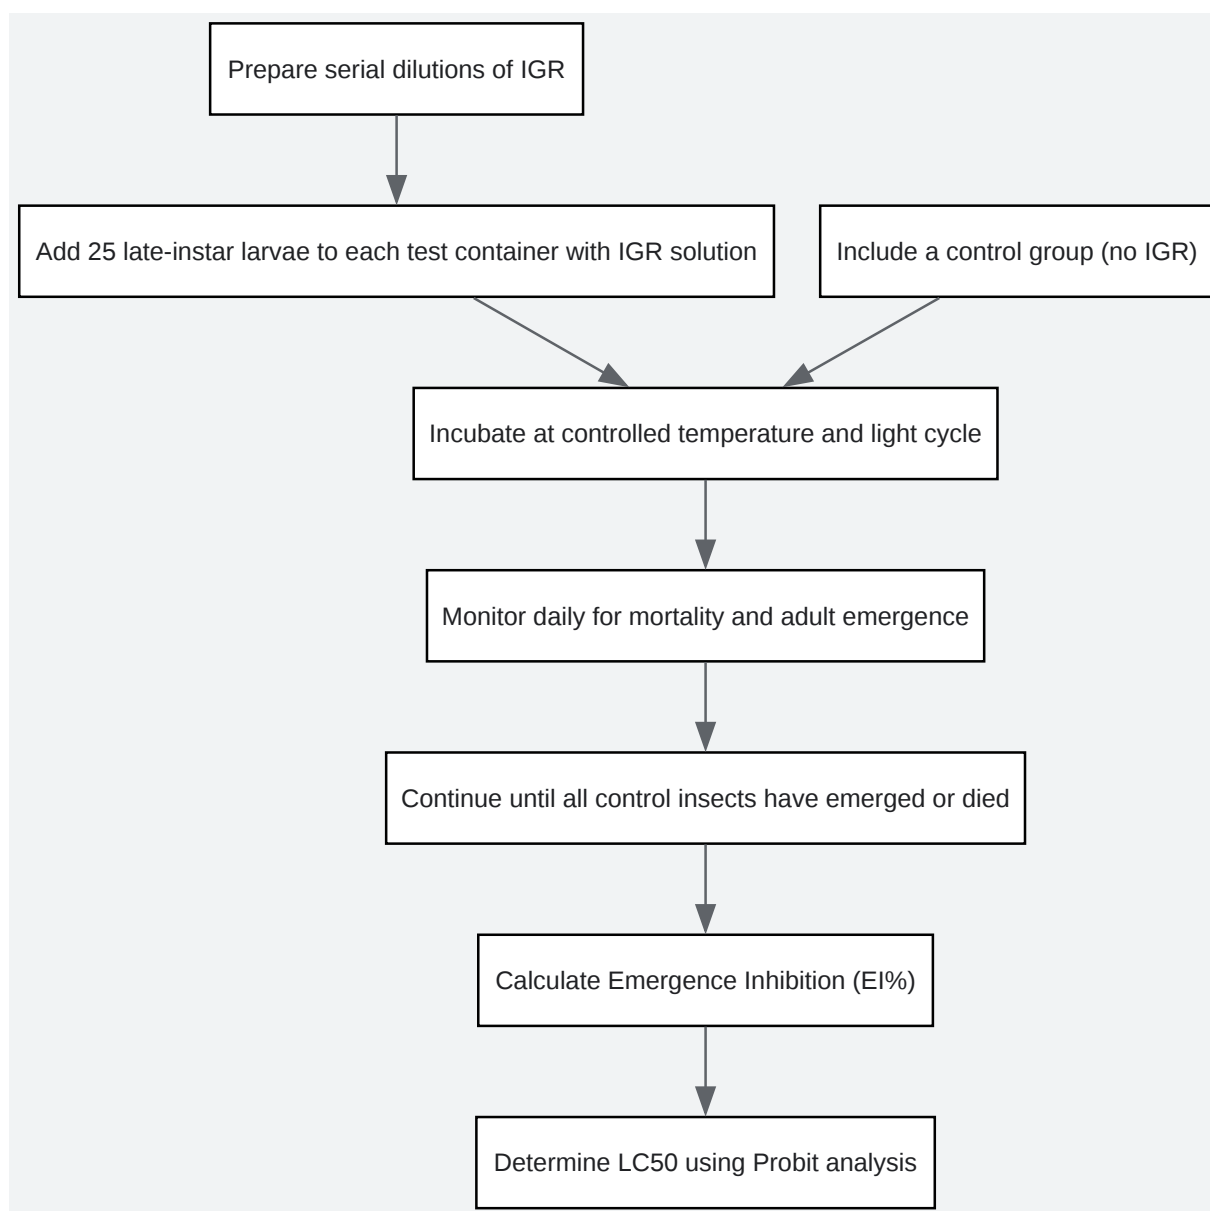 Prepare serial dilutions of IGR
Add 25 late-instar larvae to each test container with IGR solution
Include a control group (no IGR)
Incubate at controlled temperature and light cycle
Monitor daily for mortality and adult emergence
Continue until all control insects have emerged or died
Calculate Emergence Inhibition (EI%)
Determine LC50 using Probit analysis